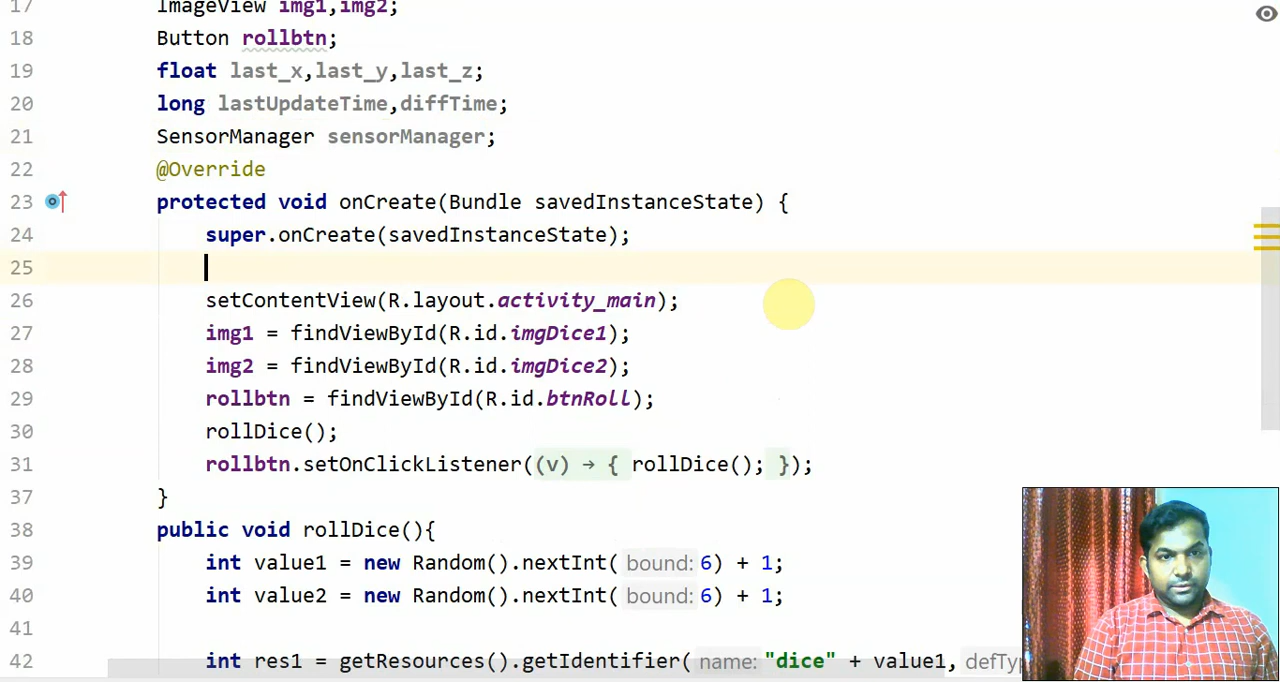 17 ImageView img1,img2;
18 Button rollbtn;
19 float last_x,last_y,last_z;
20 long lastUpdateTime,diffTime;
21 SensorManager sensorManager;
22 @Override
23 protected void onCreate(Bundle savedInstanceState) {
24 super.onCreate(savedInstanceState);
25
26 setContentView(R.layout.activity_main);
27 img1 = findViewById(R.id.imgDice1);
28 img2 = findViewById(R.id.imgDice2);
29 rollbtn = findViewById(R.id.btnRoll);
30 rollDice();
31 rollbtn.setOnClickListener((v) → { rollDice(); });
37 }
38 public void rollDice(){
39 int value1 = new Random().nextInt( bound: 6) + 1;
40 int value2 = new Random().nextInt( bound: 6) + 1;
41
42 int res1 = getResources().getIdentifier( name: "dice" + value1,